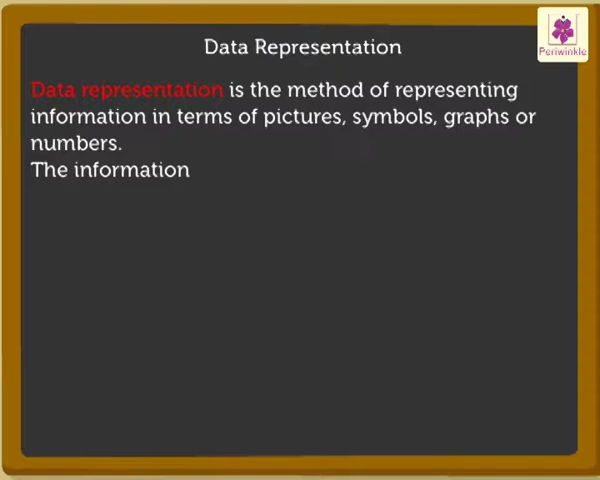 Periwinkle
Data Representation
Data representation is the method of representing
information in terms of pictures, symbols, graphs or
numbers.
The information